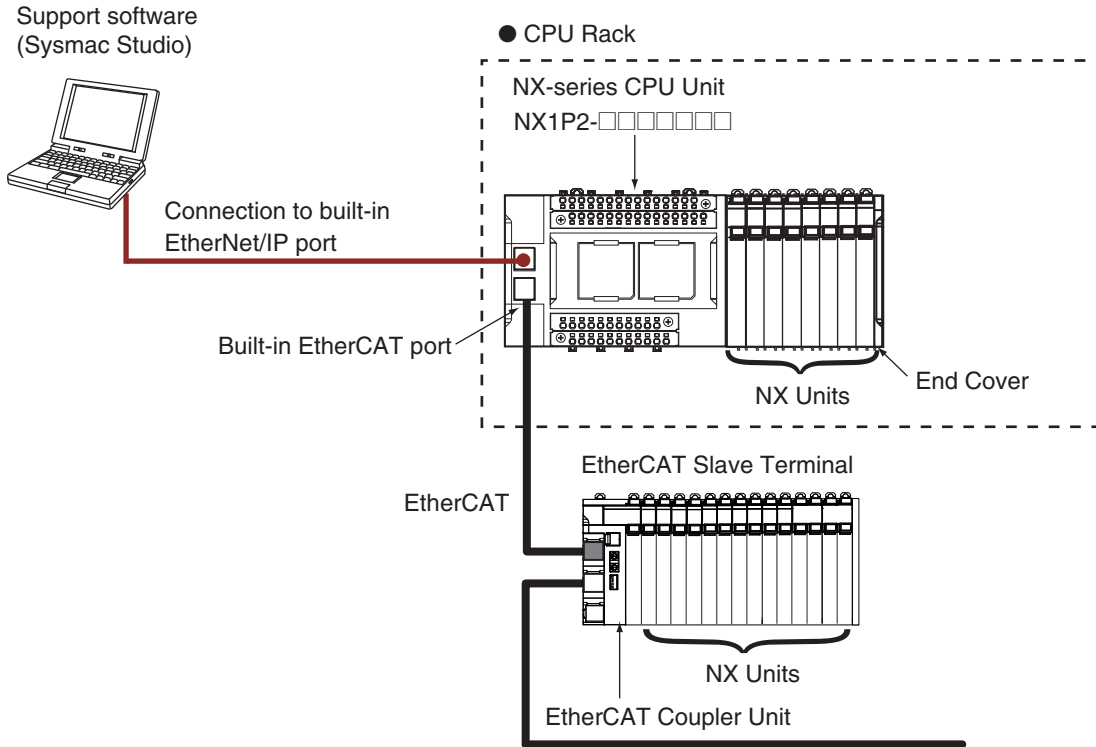 Support software
(Sysmac Studio)
● CPU Rack
NX-series CPU Unit
NX1P2-□□□□□□□
Connection to built-in
EtherNet/IP port
Built-in EtherCAT port
NX Units
End Cover
EtherCAT Slave Terminal
EtherCAT
NX Units
EtherCAT Coupler Unit